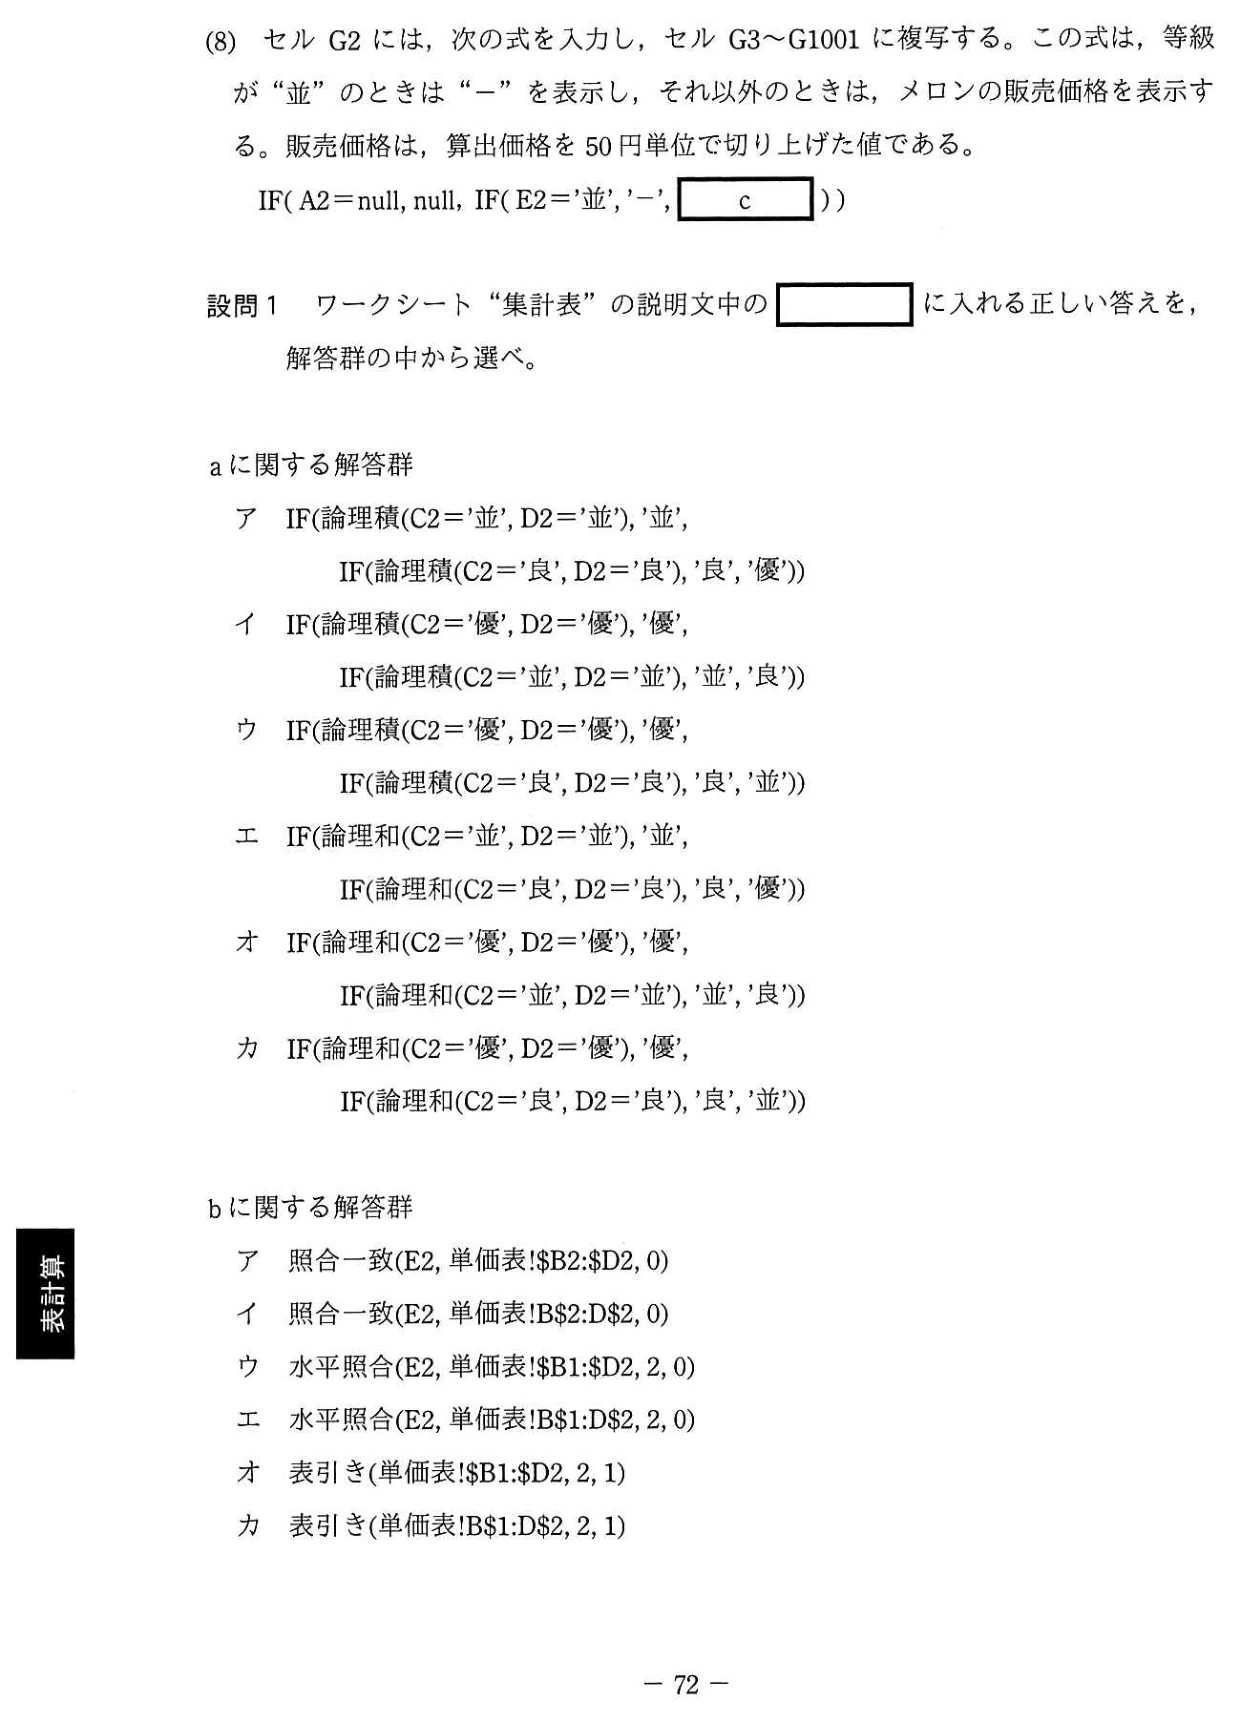 (8) セル G2 には，次の式を入力し，セル G3～G1001 に複写する。この式は，等級
が“並”のときは“－”を表示し，それ以外のときは，メロンの販売価格を表示す
る。販売価格は，算出価格を 50 円単位で切り上げた値である。
IF( A2＝null, null, IF( E2＝'並', '－', c ) )
設問 1 ワークシート“集計表”の説明文中の に入れる正しい答えを，
解答群の中から選べ。
a に関する解答群
ア IF(論理積(C2＝'並', D2＝'並'), '並',
IF(論理積(C2＝'良', D2＝'良'), '良', '優'))
イ IF(論理積(C2＝'優', D2＝'優'), '優',
IF(論理積(C2＝'並', D2＝'並'), '並', '良'))
ウ IF(論理積(C2＝'優', D2＝'優'), '優',
IF(論理積(C2＝'良', D2＝'良'), '良', '並'))
エ IF(論理和(C2＝'並', D2＝'並'), '並',
IF(論理和(C2＝'良', D2＝'良'), '良', '優'))
オ IF(論理和(C2＝'優', D2＝'優'), '優',
IF(論理和(C2＝'並', D2＝'並'), '並', '良'))
カ IF(論理和(C2＝'優', D2＝'優'), '優',
IF(論理和(C2＝'良', D2＝'良'), '良', '並'))
b に関する解答群
ア 照合一致(E2, 単価表!$B2:$D2, 0)
イ 照合一致(E2, 単価表!B$2:D$2, 0)
ウ 水平照合(E2, 単価表!$B1:$D2, 2, 0)
エ 水平照合(E2, 単価表!B$1:D$2, 2, 0)
オ 表引き(単価表!$B1:$D2, 2, 1)
カ 表引き(単価表!B$1:D$2, 2, 1)
表計算
－ 72 －